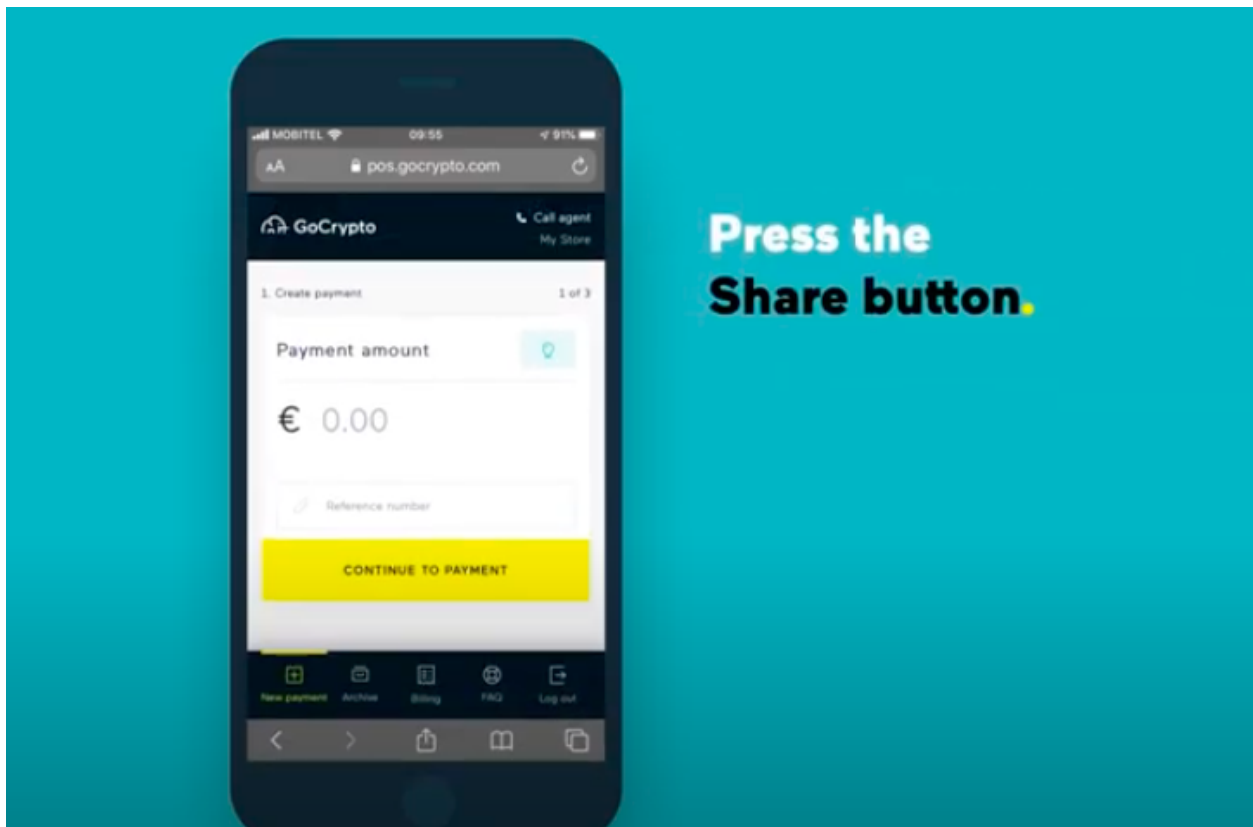 MOBITEL 09:55 91%
AA pos.gocrypto.com
GoCrypto
Call agent
My Store
1. Create payment 1 of 3
Payment amount
€ 0.00
Reference number
CONTINUE TO PAYMENT
New payment Archive Billing FAQ Log out
Press the
Share button.